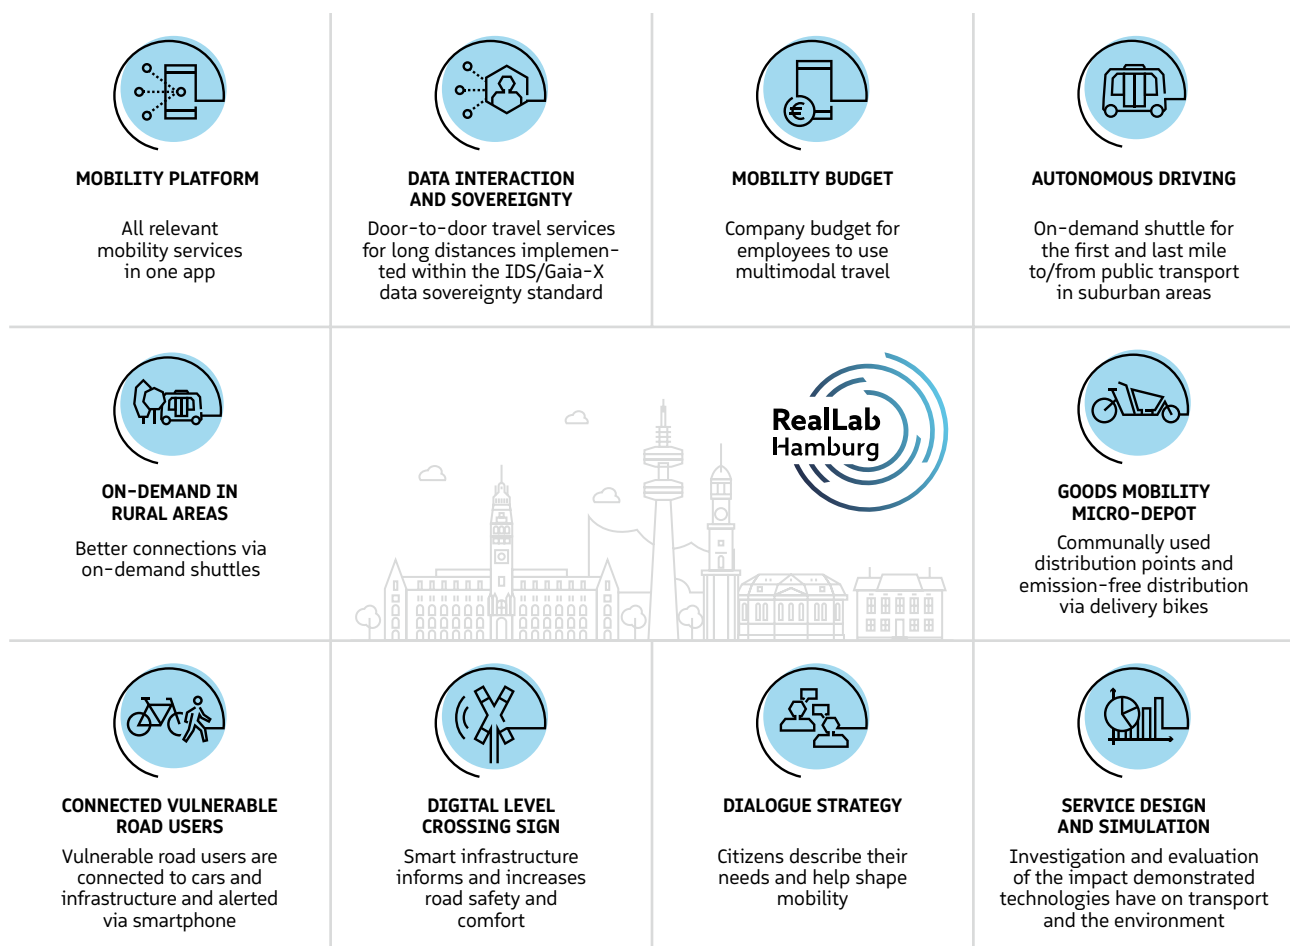 MOBILITY PLATFORM
All relevant
mobility services
in one app
DATA INTERACTION
AND SOVEREIGNTY
Door-to-door travel services
for long distances implemen-
ted within the IDS/Gaia-X
data sovereignty standard
€
MOBILITY BUDGET
Company budget for
employees to use
multimodal travel
AUTONOMOUS DRIVING
On-demand shuttle for
the first and last mile
to/from public transport
in suburban areas
ON-DEMAND IN
RURAL AREAS
Better connections via
on-demand shuttles
RealLab
Hamburg
GOODS MOBILITY
MICRO-DEPOT
Communally used
distribution points and
emission-free distribution
via delivery bikes
CONNECTED VULNERABLE
ROAD USERS
Vulnerable road users are
connected to cars and
infrastructure and alerted
via smartphone
DIGITAL LEVEL
CROSSING SIGN
Smart infrastructure
informs and increases
road safety and
comfort
DIALOGUE STRATEGY
Citizens describe their
needs and help shape
mobility
SERVICE DESIGN
AND SIMULATION
Investigation and evaluation
of the impact demonstrated
technologies have on transport
and the environment